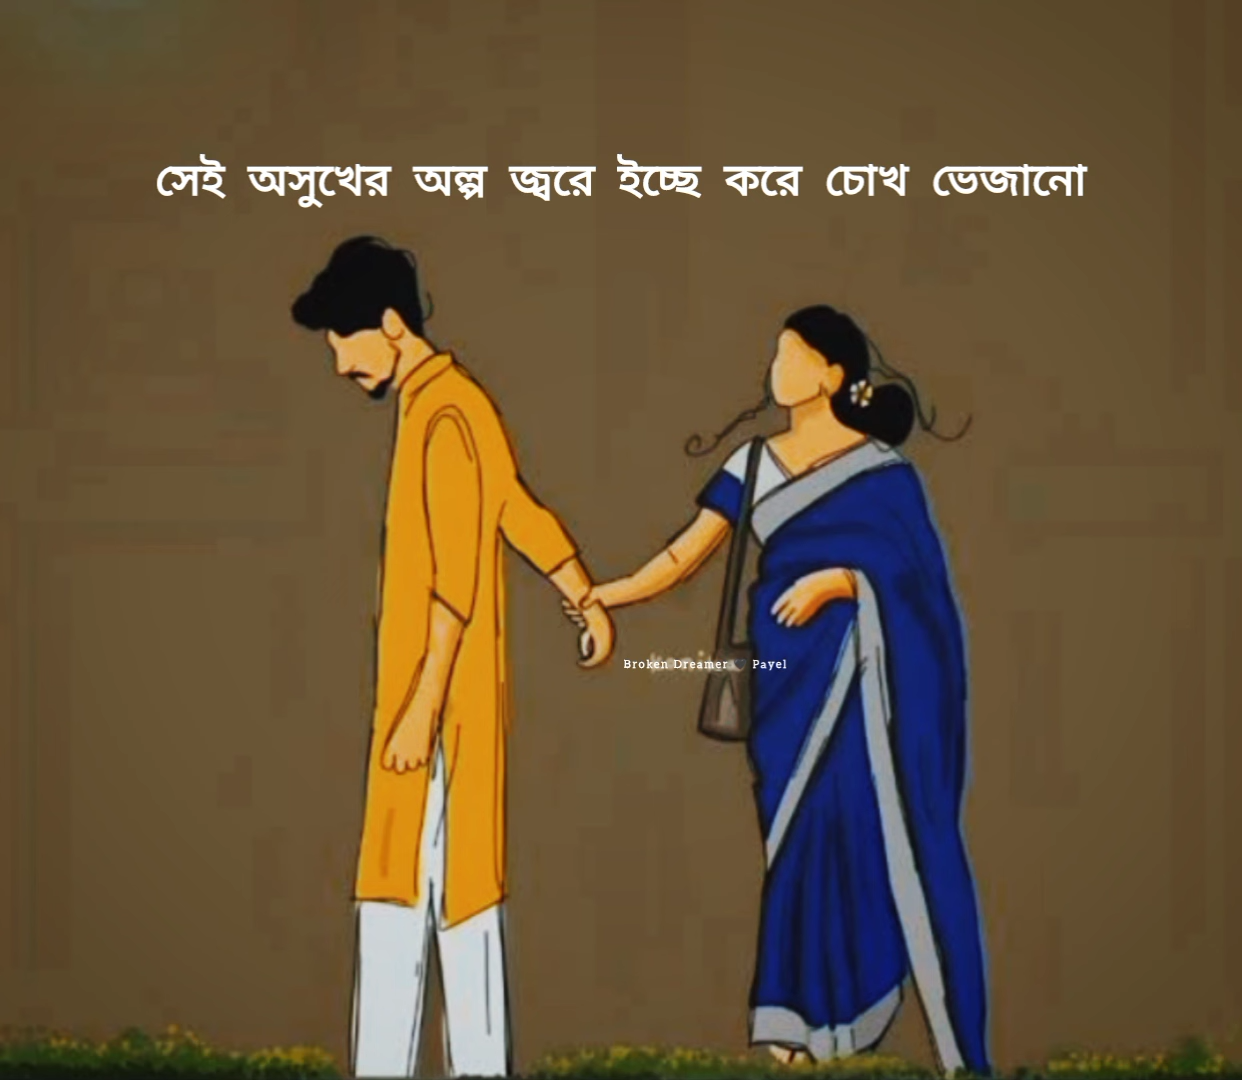 সেই অসুখের অল্প জ্বরে ইচ্ছে করে চোখ ভেজানো
Broken Dreamer🖤 Payel